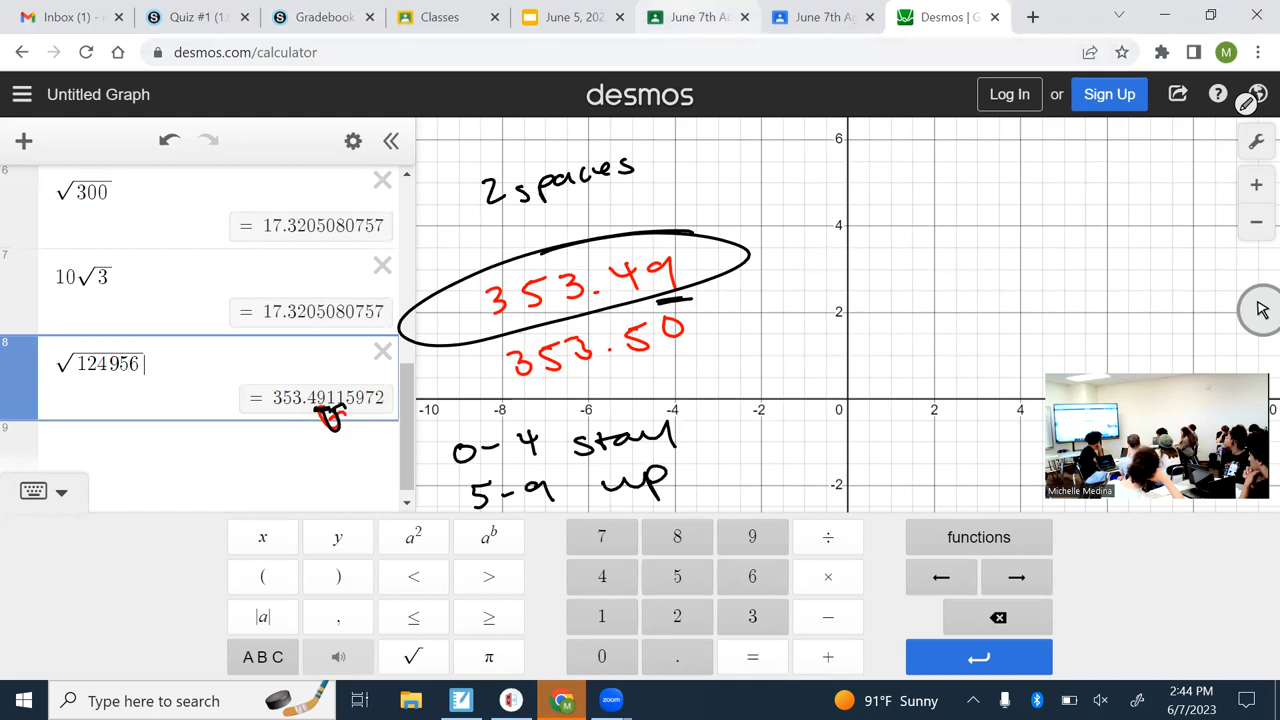 Inbox (1) -
Quiz
Gradebook
Classes
June 5, 202
June 7th Ac
June 7th A
Desmos | G
desmos.com/calculator
M
Untitled Graph
desmos
Log In or Sign Up
6
√300
= 17.3205080757
7
10√3
= 17.3205080757
8
√124956
= 353.49115972
9
2 spaces
353.49
353.50
0-4 stay
5-9 up
6
4
2
-2
-10 -8 -6 -4 -2 0 2 4 6
Michelle Medina
x y a² aᵇ 7 8 9 ÷ functions
( ) < > 4 5 6 × ← →
|a| , ≤ ≥ 1 2 3 −
A B C √ π 0 . = +
Type here to search
zoom
91°F Sunny
2:44 PM
6/7/2023